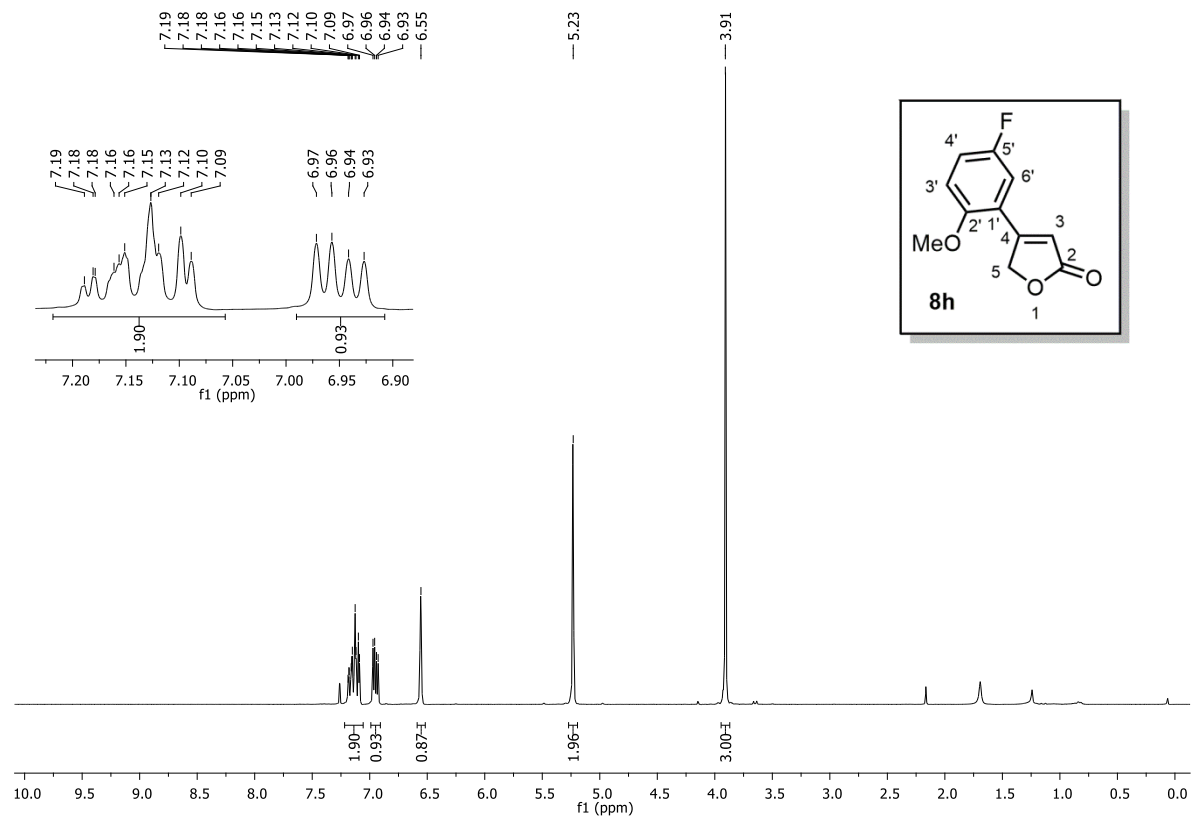 7.19 7.18 7.18 7.16 7.16 7.15 7.13 7.12 7.10 7.09 6.97 6.96 6.94 6.93 6.55 5.23 3.91
7.19 7.18 7.18 7.16 7.16 7.15 7.13 7.12 7.10 7.09 6.97 6.96 6.94 6.93
1.90 0.93
7.20 7.15 7.10 7.05 7.00 6.95 6.90
f1 (ppm)
F
4' 5'
3' 6'
2' 1' 3
MeO 4 2
5 O
O
8h 1
1.90 0.93 0.87 1.96 3.00
10.0 9.5 9.0 8.5 8.0 7.5 7.0 6.5 6.0 5.5 5.0 4.5 4.0 3.5 3.0 2.5 2.0 1.5 1.0 0.5 0.0
f1 (ppm)